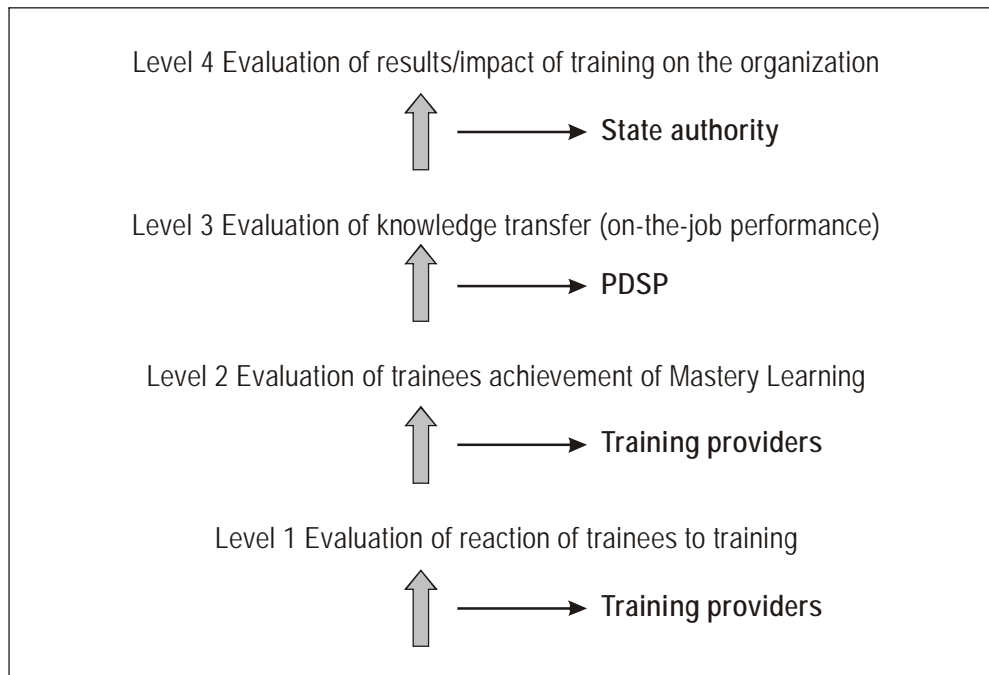 Level 4 Evaluation of results/impact of training on the organization
State authority
Level 3 Evaluation of knowledge transfer (on-the-job performance)
PDSP
Level 2 Evaluation of trainees achievement of Mastery Learning
Training providers
Level 1 Evaluation of reaction of trainees to training
Training providers